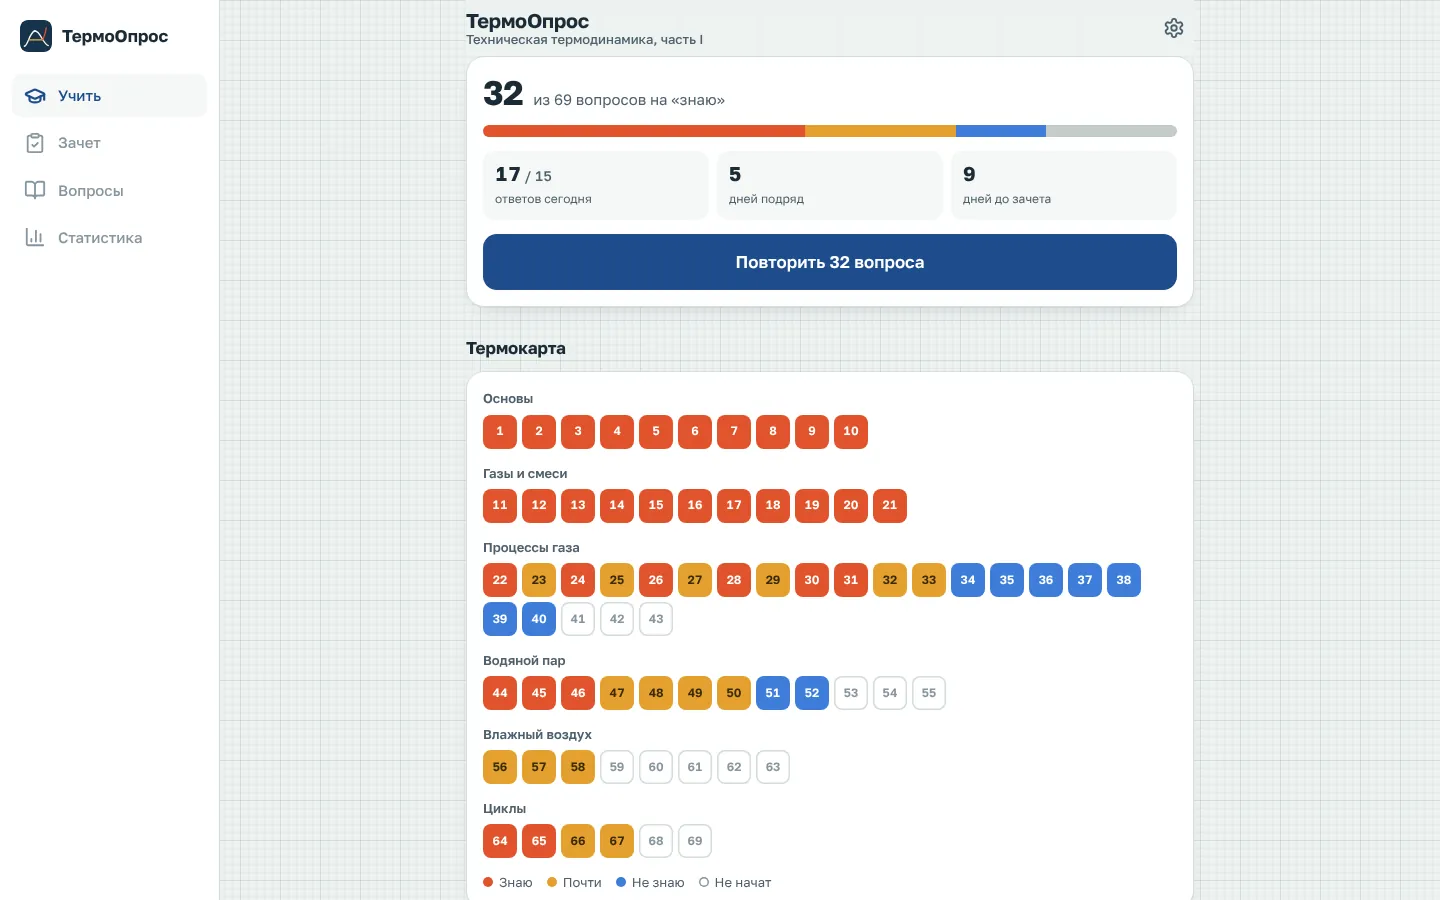 ТермоОпрос
Учить
Зачет
Вопросы
Статистика
ТермоОпрос
Техническая термодинамика, часть I
32 из 69 вопросов на «знаю»
17 / 15
ответов сегодня
5
дней подряд
9
дней до зачета
Повторить 32 вопроса
Термокарта
Основы
1 2 3 4 5 6 7 8 9 10
Газы и смеси
11 12 13 14 15 16 17 18 19 20 21
Процессы газа
22 23 24 25 26 27 28 29 30 31 32 33 34 35 36 37 38
39 40 41 42 43
Водяной пар
44 45 46 47 48 49 50 51 52 53 54 55
Влажный воздух
56 57 58 59 60 61 62 63
Циклы
64 65 66 67 68 69
Знаю Почти Не знаю Не начат